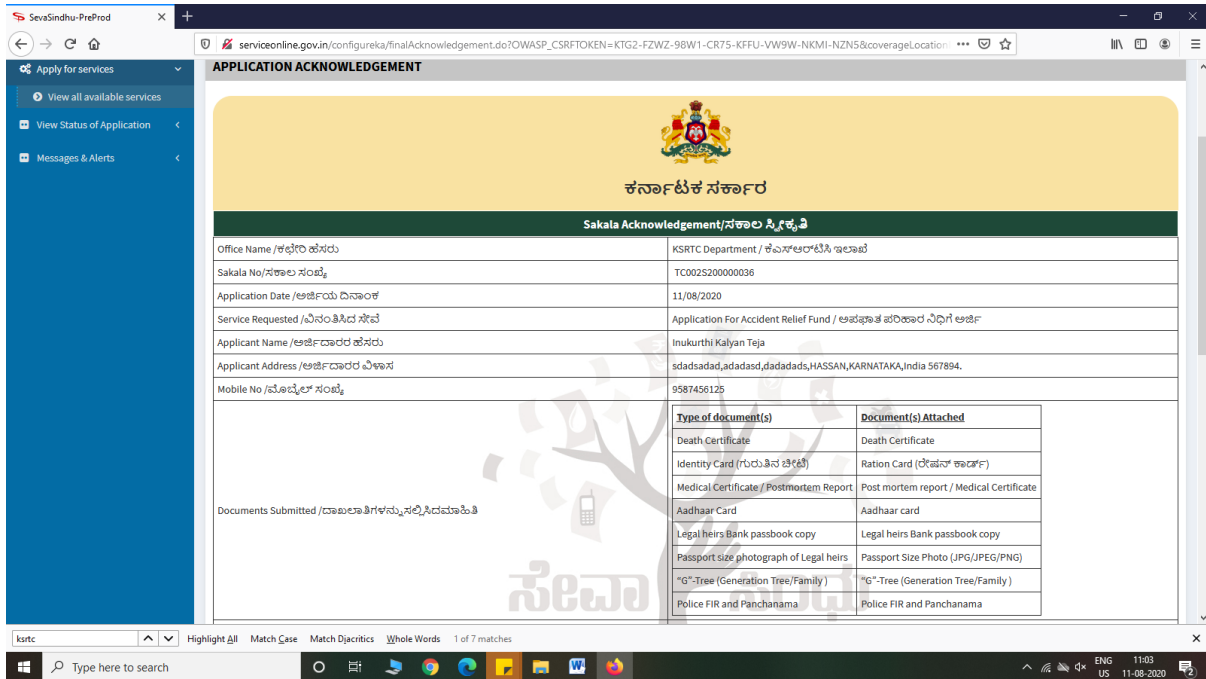 SevaSindhu-PreProd
serviceonline.gov.in/configureka/finalAcknowledgement.do?OWASP_CSRFTOKEN=KTG2-FZWZ-98W1-CR75-KFFU-VW9W-NKMI-NZN5&coverageLocation
Apply for services
View all available services
View Status of Application
Messages & Alerts
APPLICATION ACKNOWLEDGEMENT
ಕರ್ನಾಟಕ ಸರ್ಕಾರ
Sakala Acknowledgement/ಸಕಾಲ ಸ್ವೀಕೃತಿ
Office Name /ಕಛೇರಿ ಹೆಸರು KSRTC Department / ಕೆಎಸ್ಆರ್‌ಟಿಸಿ ಇಲಾಖೆ
Sakala No/ಸಕಾಲ ಸಂಖ್ಯೆ TC002S200000036
Application Date /ಅರ್ಜಿಯ ದಿನಾಂಕ 11/08/2020
Service Requested /ವಿನಂತಿಸಿದ ಸೇವೆ Application For Accident Relief Fund / ಅಪಘಾತ ಪರಿಹಾರ ನಿಧಿಗೆ ಅರ್ಜಿ
Applicant Name /ಅರ್ಜಿದಾರರ ಹೆಸರು Inukurthi Kalyan Teja
Applicant Address /ಅರ್ಜಿದಾರರ ವಿಳಾಸ sdadsadad,adadasd,dadadads,HASSAN,KARNATAKA,India 567894.
Mobile No /ಮೊಬೈಲ್ ಸಂಖ್ಯೆ 9587456125
Documents Submitted /ದಾಖಲಾತಿಗಳನ್ನು ಸಲ್ಲಿಸಿದಮಾಹಿತಿ
Type of document(s) Document(s) Attached
Death Certificate Death Certificate
Identity Card (ಗುರುತಿನ ಚೀಟಿ) Ration Card (ರೇಷನ್ ಕಾರ್ಡ್)
Medical Certificate / Postmortem Report Post mortem report / Medical Certificate
Aadhaar Card Aadhaar card
Legal heirs Bank passbook copy Legal heirs Bank passbook copy
Passport size photograph of Legal heirs Passport Size Photo (JPG/JPEG/PNG)
“G”-Tree (Generation Tree/Family ) “G”-Tree (Generation Tree/Family )
Police FIR and Panchanama Police FIR and Panchanama
ಸೇವಾ ಸಿಂಧು
ksrtc Highlight All Match Case Match Diacritics Whole Words 1 of 7 matches
Type here to search
ENG
US
11:03
11-08-2020